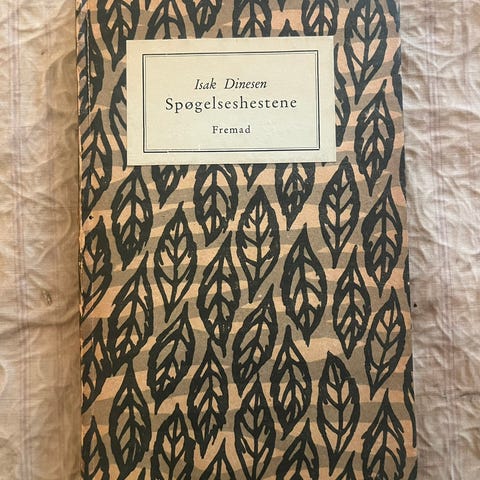 Isak Dinesen
Spøgelseshestene
Fremad